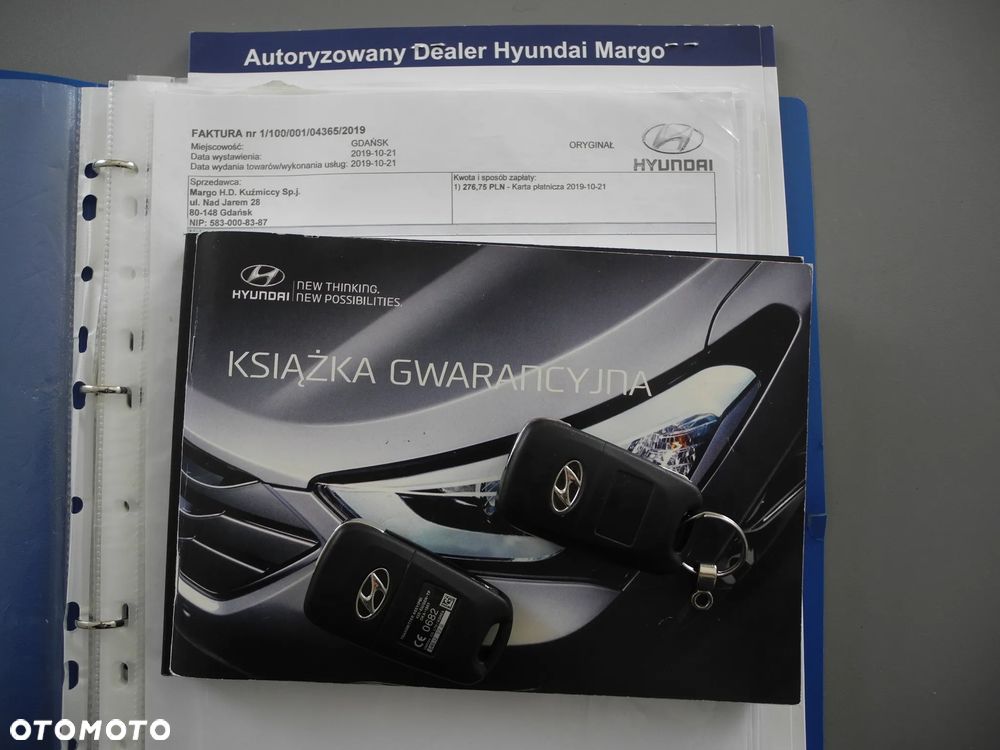 Autoryzowany Dealer Hyundai Margo
FAKTURA nr 1/100/001/04365/2019
Miejscowość: GDAŃSK
Data wystawienia: 2019-10-21
Data wydania towarów/wykonania usług: 2019-10-21
ORYGINAŁ
HYUNDAI
Sprzedawca:
Margo H.D. Kuźmiccy Sp.j.
ul. Nad Jarem 28
80-148 Gdańsk
NIP: 583-000-83-87
Kwota i sposób zapłaty:
1) 276,75 PLN - Karta płatnicza 2019-10-21
HYUNDAI
NEW THINKING.
NEW POSSIBILITIES.
KSIĄŻKA GWARANCYJNA
CE 0682
OTOMOTO